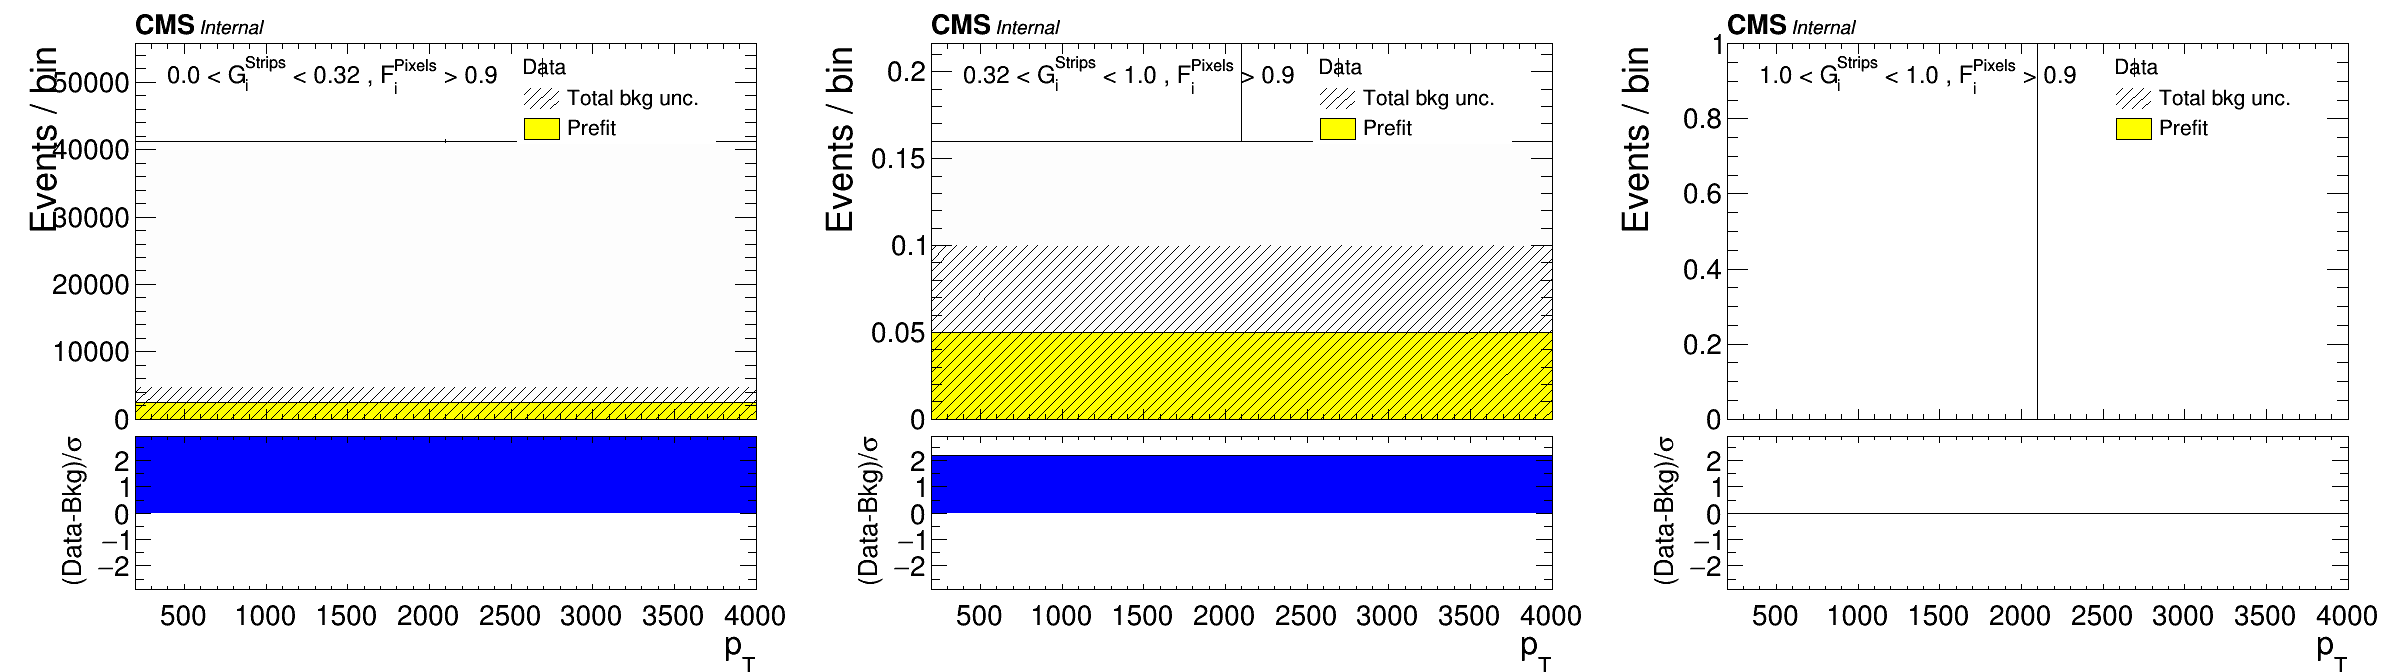 CMS Internal
Events / bin
0.0 < G_i^Strips < 0.32 , F_i^Pixels > 0.9
Data
Total bkg unc.
Prefit
50000
40000
30000
20000
10000
0
(Data-Bkg)/σ
2
1
0
−1
−2
500 1000 1500 2000 2500 3000 3500 4000
p_T
CMS Internal
Events / bin
0.32 < G_i^Strips < 1.0 , F_i^Pixels > 0.9
Data
Total bkg unc.
Prefit
0.2
0.15
0.1
0.05
0
(Data-Bkg)/σ
2
1
0
−1
−2
500 1000 1500 2000 2500 3000 3500 4000
p_T
CMS Internal
Events / bin
1.0 < G_i^Strips < 1.0 , F_i^Pixels > 0.9
Data
Total bkg unc.
Prefit
1
0.8
0.6
0.4
0.2
0
(Data-Bkg)/σ
2
1
0
−1
−2
500 1000 1500 2000 2500 3000 3500 4000
p_T